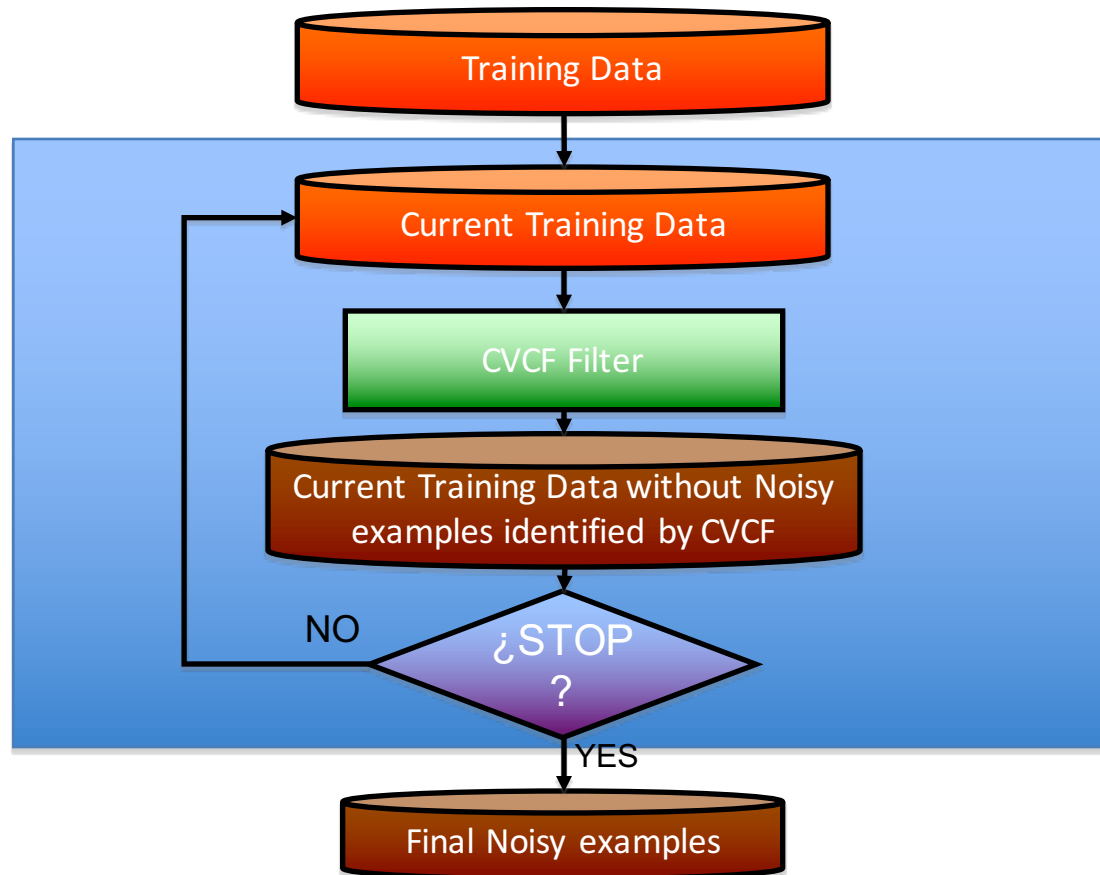 Training Data
Current Training Data
CVCF Filter
Current Training Data without Noisy
examples identified by CVCF
NO
¿STOP
?
YES
Final Noisy examples